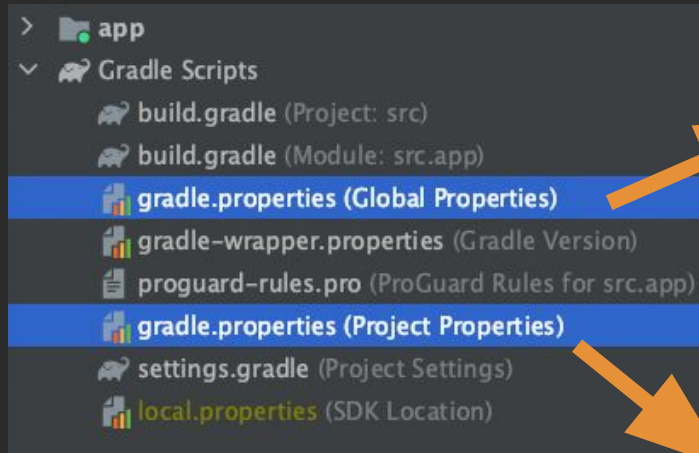 app
Gradle Scripts
build.gradle (Project: src)
build.gradle (Module: src.app)
gradle.properties (Global Properties)
gradle-wrapper.properties (Gradle Version)
proguard-rules.pro (ProGuard Rules for src.app)
gradle.properties (Project Properties)
settings.gradle (Project Settings)
local.properties (SDK Location)